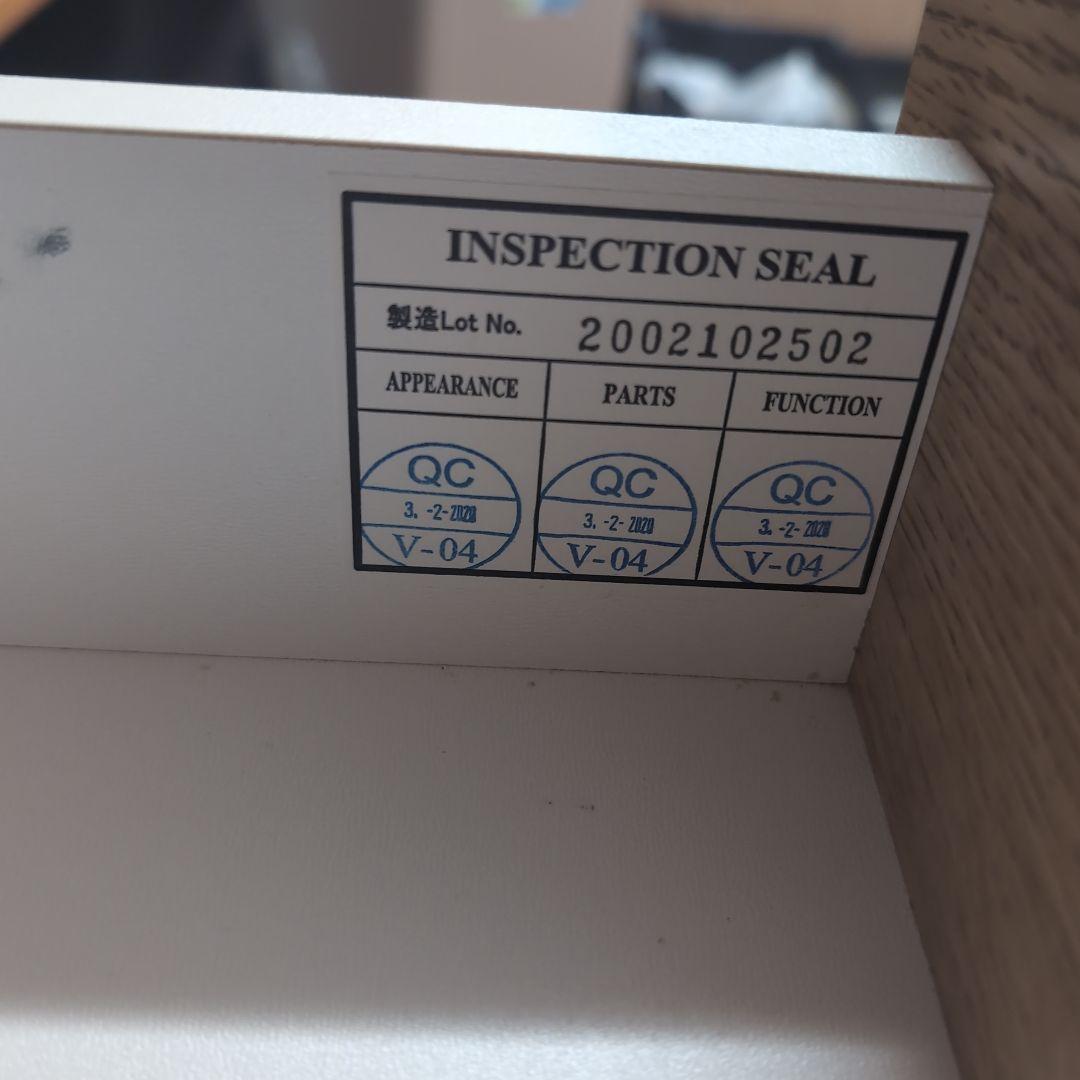 INSPECTION SEAL
製造Lot No. 2002102502
APPEARANCE PARTS FUNCTION
QC QC QC
3. -2- 2020 3. -2- 2020 3. -2- 2020
V-04 V-04 V-04